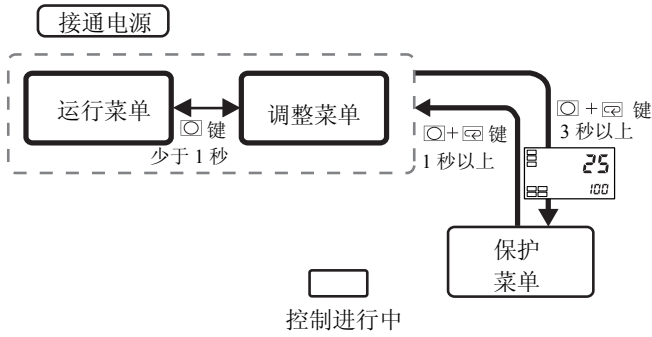 接通电源
运行菜单
调整菜单
键
少于 1 秒
+ 键
1 秒以上
+ 键
3 秒以上
25
100
保护
菜单
控制进行中